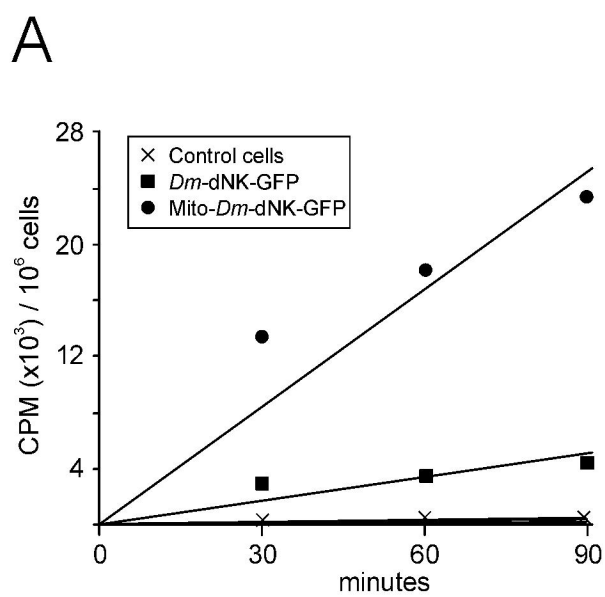 A
28
20
12
4
CPM (x10³) / 10⁶ cells
Control cells
Dm-dNK-GFP
Mito-Dm-dNK-GFP
0 30 60 90
minutes